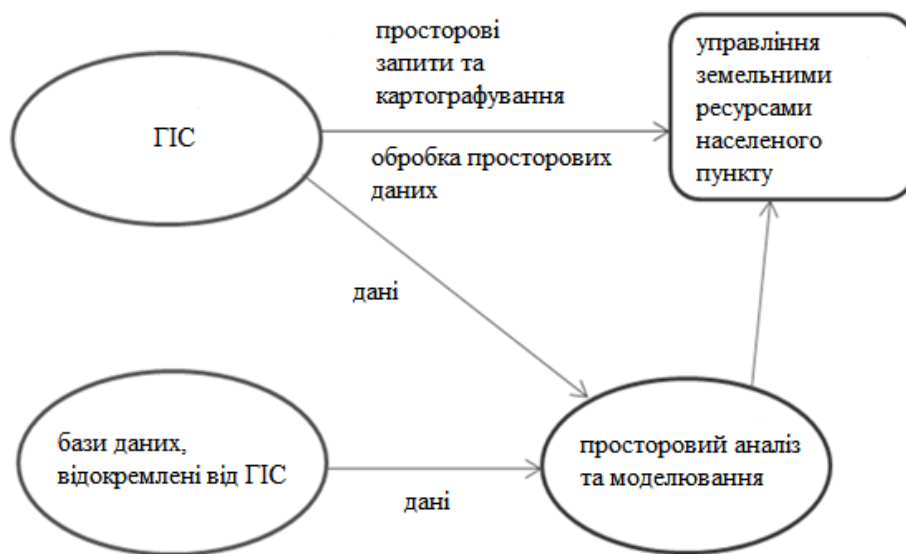 просторові
запити та
картографування
управління
земельними
ресурсами
населеного
пункту
ГІС
обробка просторових
даних
дані
бази даних,
відокремлені від ГІС
просторовий аналіз
та моделювання
дані